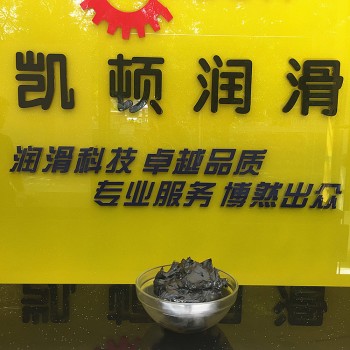 凯顿润滑
润滑科技 卓越品质
专业服务 博然出众